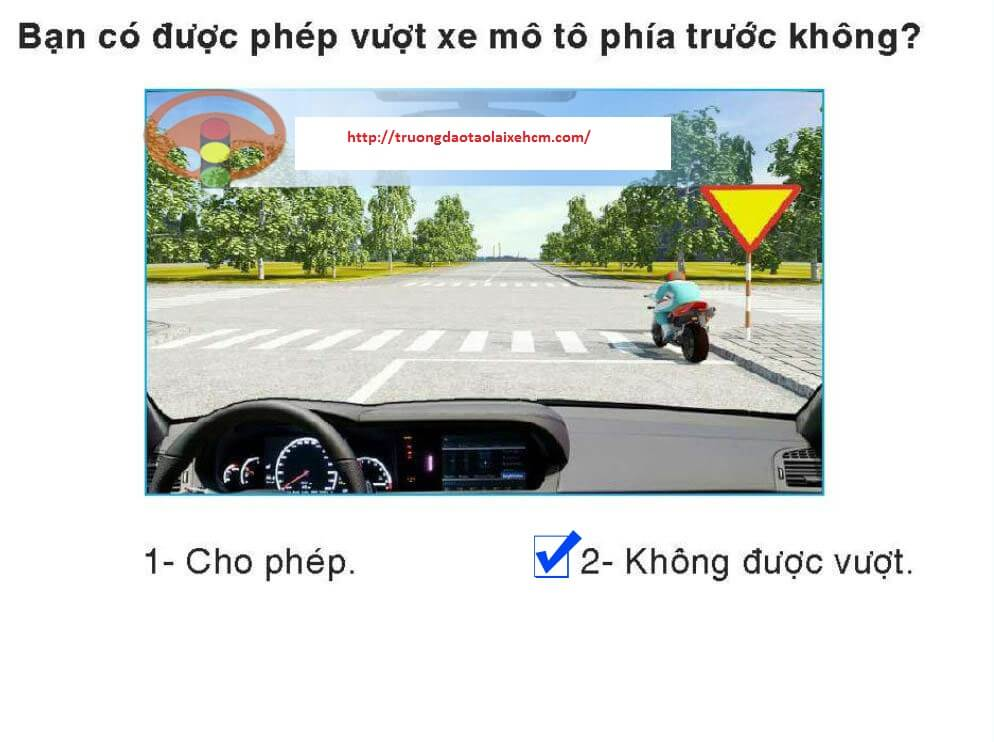 Bạn có được phép vượt xe mô tô phía trước không?
http://truongdaotaolaixehcm.com/
1- Cho phép.
2- Không được vượt.